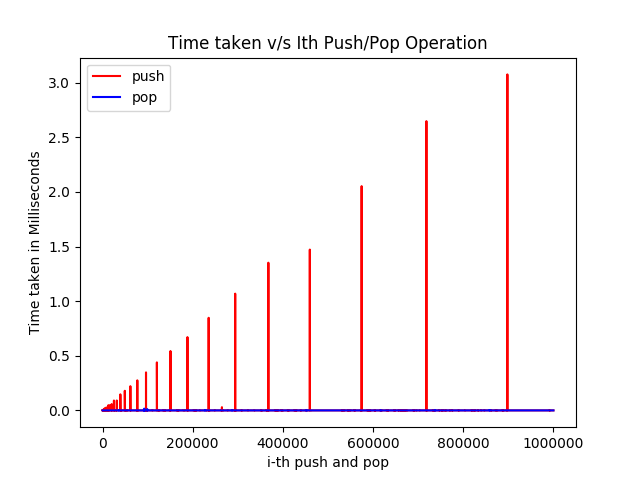 Time taken v/s Ith Push/Pop Operation
push
pop
3.0
2.5
2.0
1.5
1.0
0.5
0.0
Time taken in Milliseconds
0 200000 400000 600000 800000 1000000
i-th push and pop